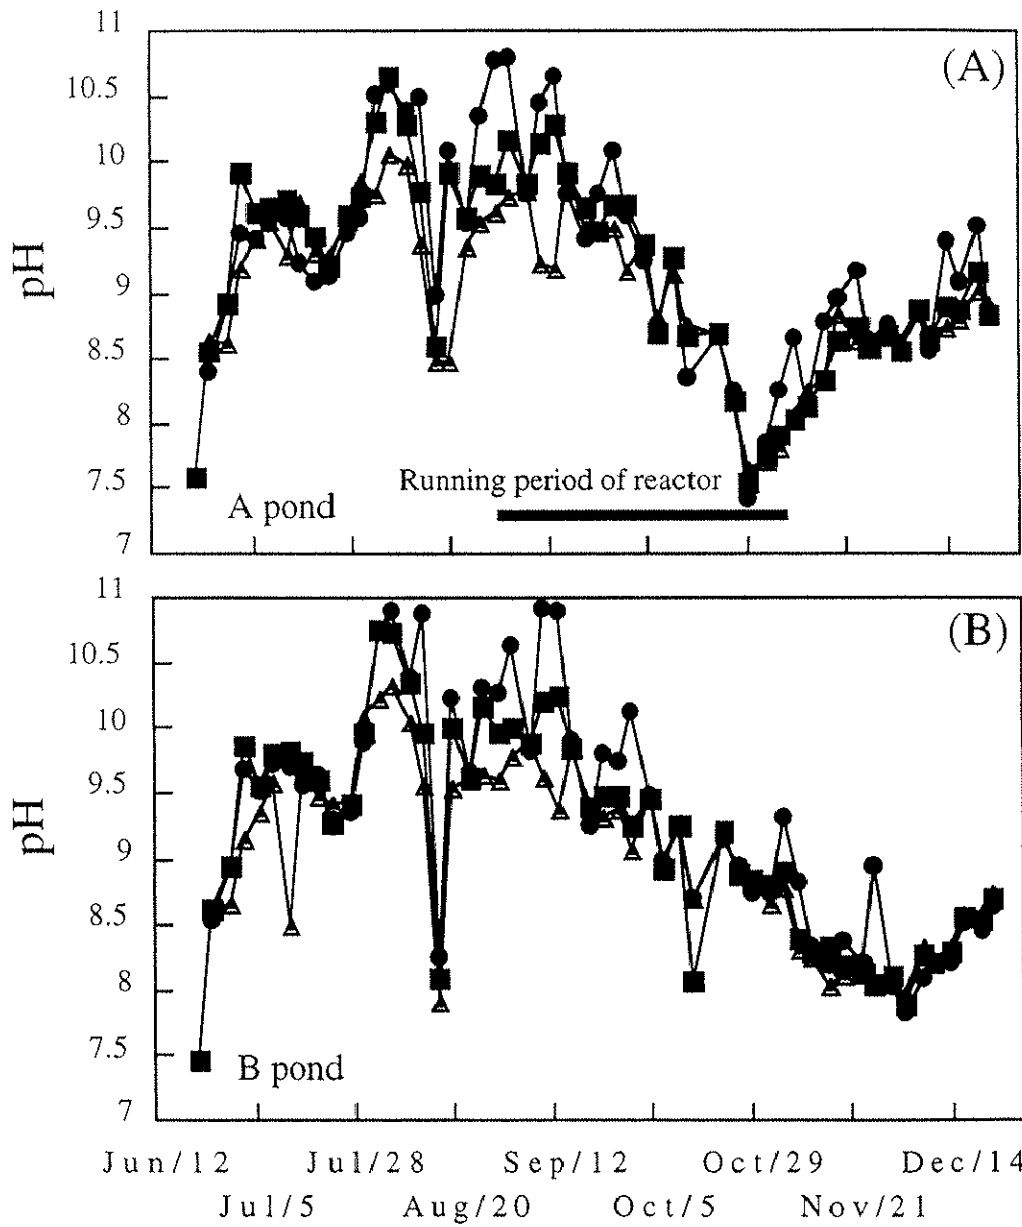 11
(A)
10.5
10
9.5
pH
9
8.5
8
Running period of reactor
7.5
A pond
7
11
(B)
10.5
10
9.5
pH
9
8.5
8
7.5
B pond
7
Jun/12 Jul/28 Sep/12 Oct/29 Dec/14
Jul/5 Aug/20 Oct/5 Nov/21